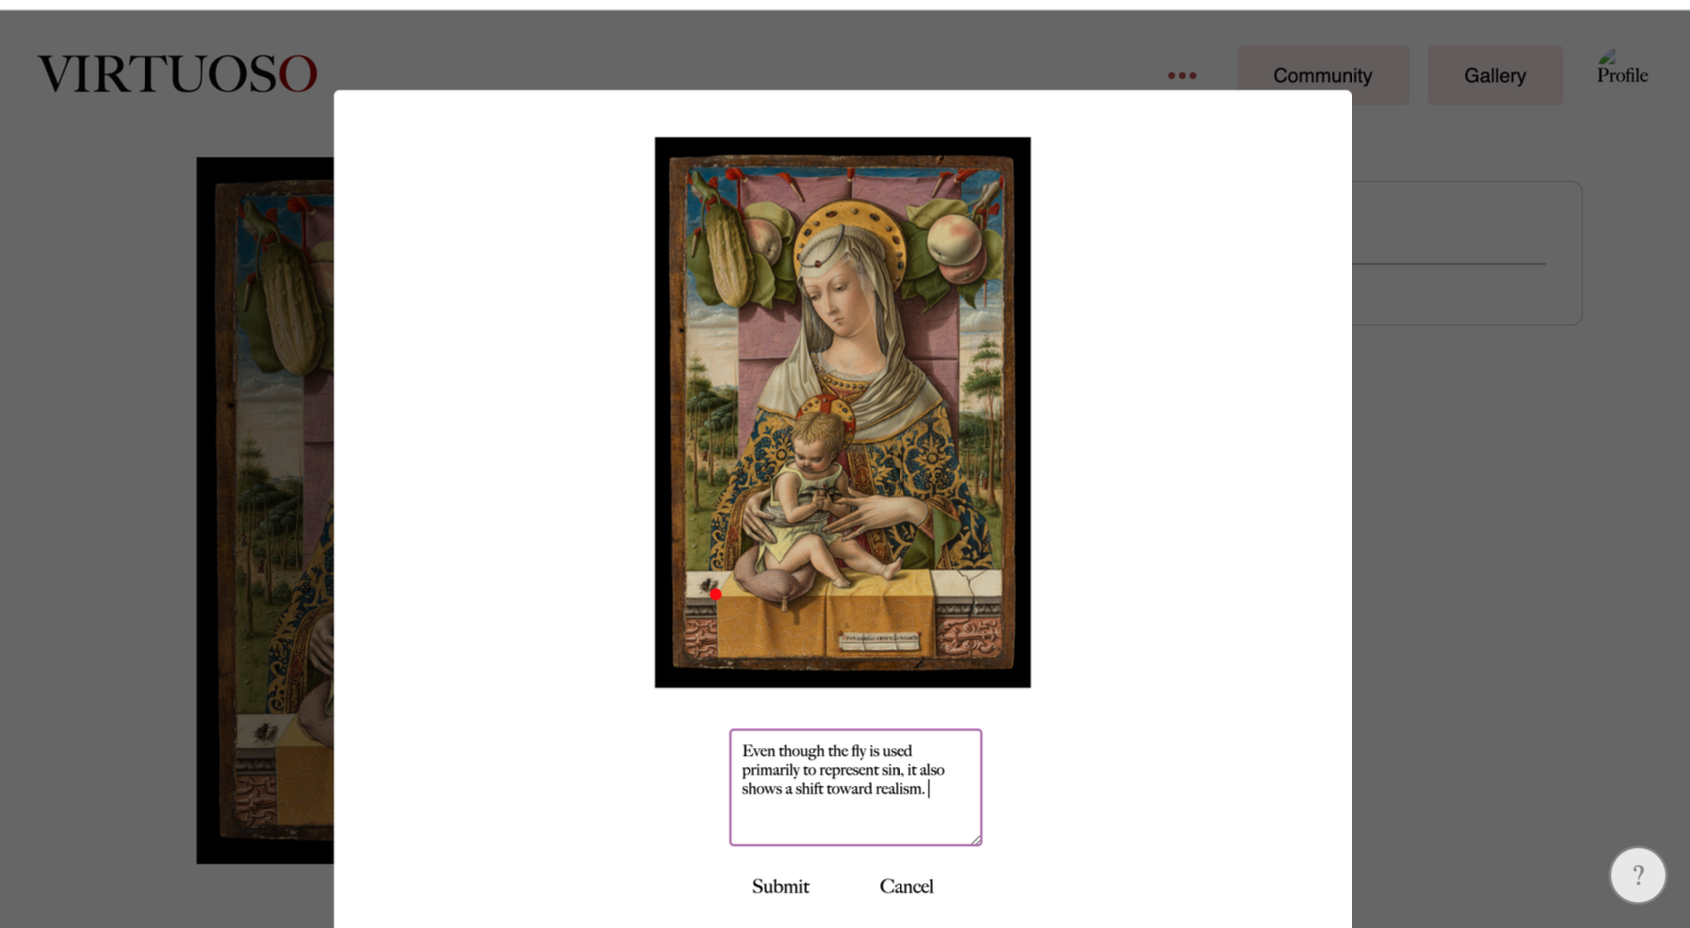 VIRTUOSO
Community
Gallery
Profile
Even though the fly is used
primarily to represent sin, it also
shows a shift toward realism.
Submit
Cancel
?